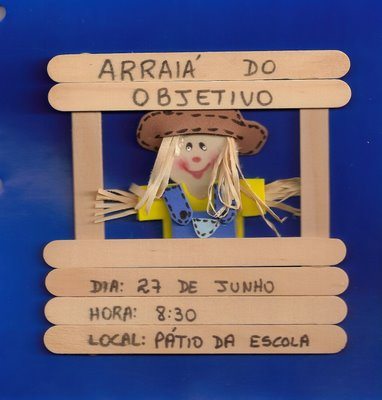 ARRAIÁ DO
OBJETIVO
DIA: 27 DE JUNHO
HORA: 8:30
LOCAL: PÁTIO DA ESCOLA